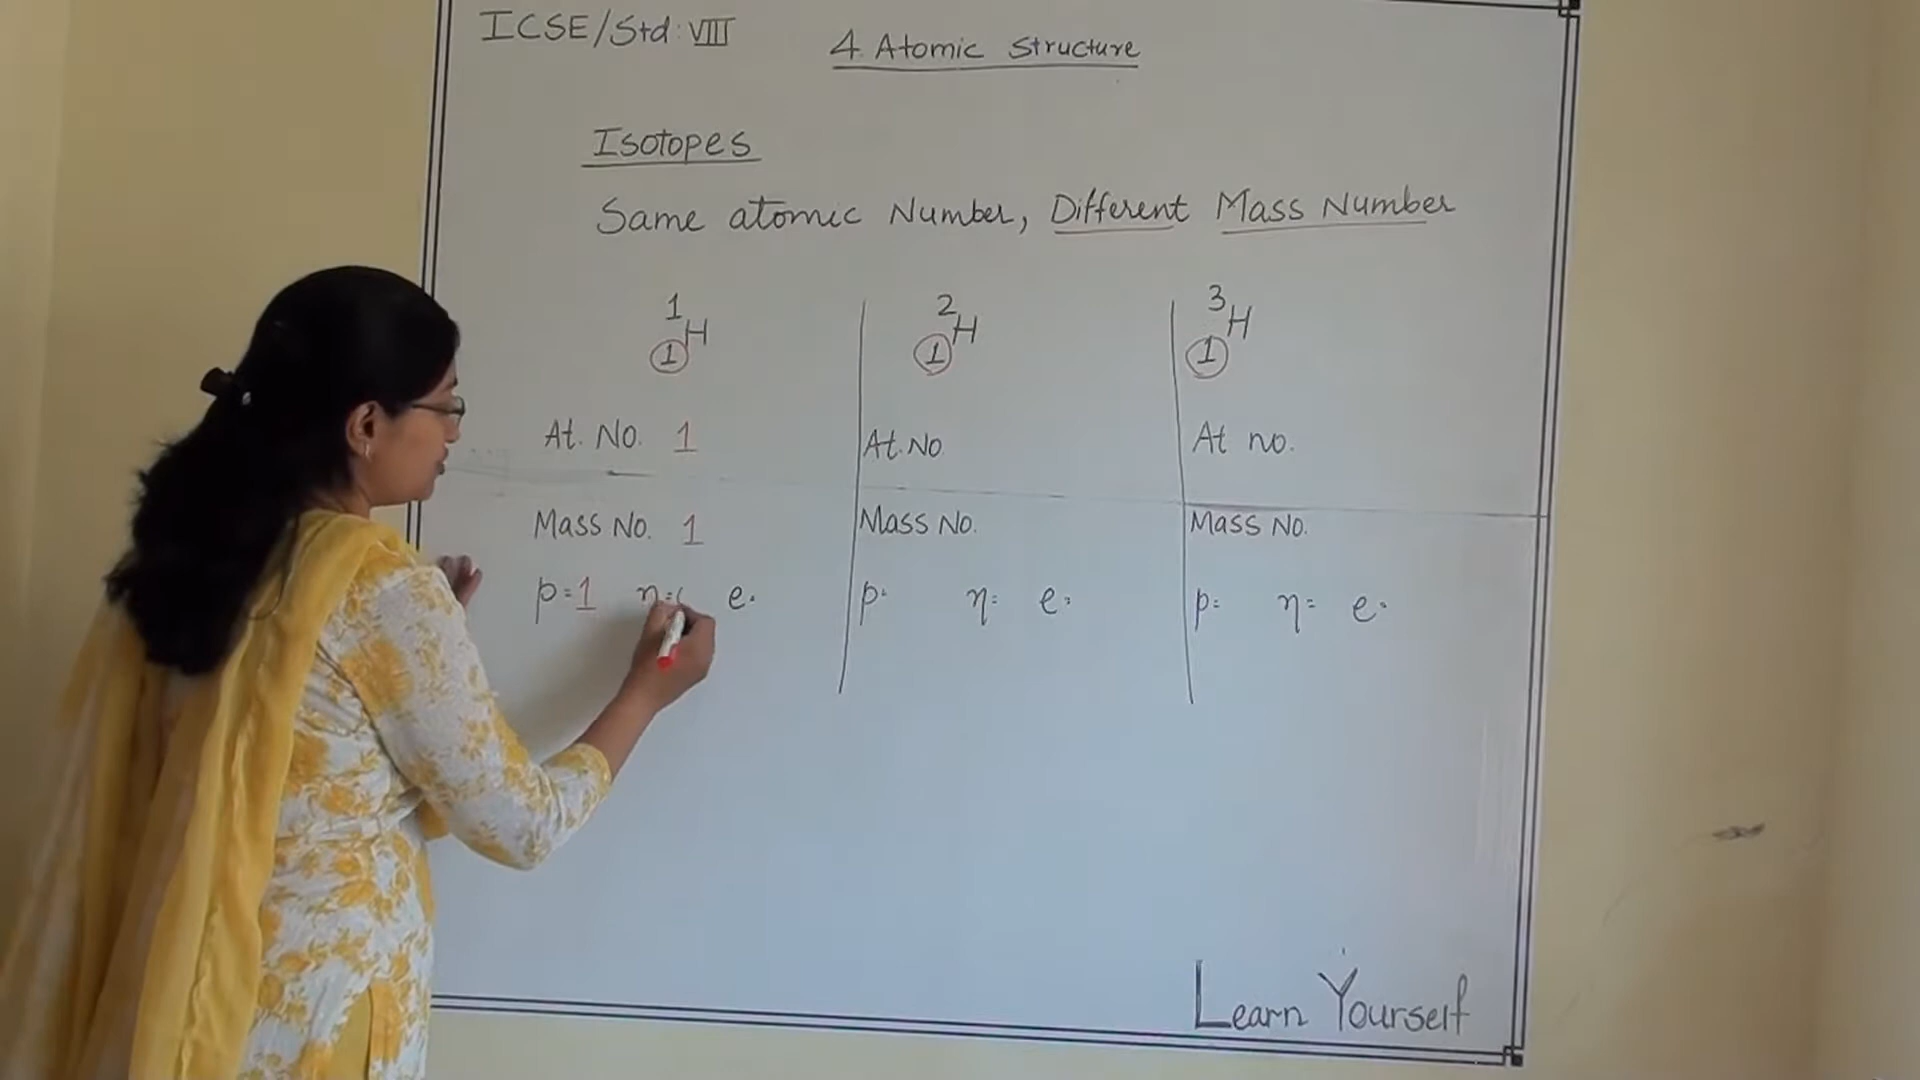 ICSE/Std: VIII
4. Atomic Structure
Isotopes
Same atomic Number, Different Mass Number
1 2 3
H H H
1 1 1
At. No. 1 At. No At no.
Mass No. 1 Mass No. Mass No.
p=1 η= e= p= η= e= p= η= e=
Learn Yourself